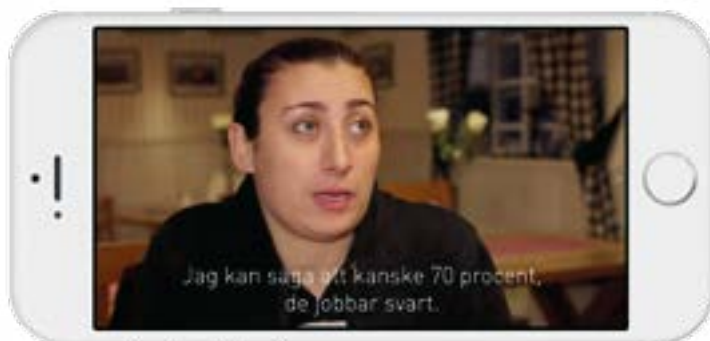 Jag kan säga att kanske 70 procent,
de jobbar svart.